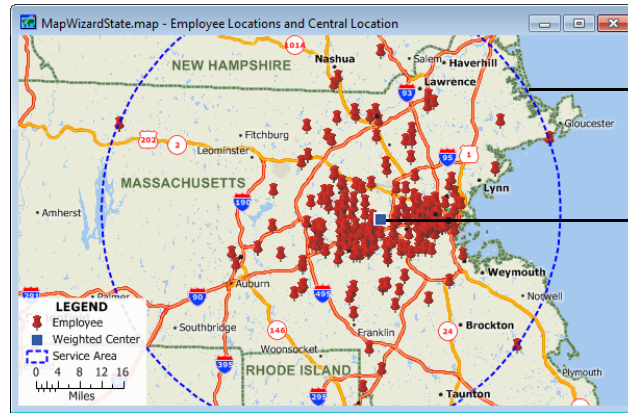 MapWizardState.map - Employee Locations and Central Location
101A
Nashua
Salem
Haverhill
NEW HAMPSHIRE
Lawrence
93
Gloucester
202
2
Fitchburg
Leominster
95
1
MASSACHUSETTS
Lynn
190
Amherst
Weymouth
Auburn
Norwell
291
Palmer
90
495
LEGEND
Employee
Weighted Center
Service Area
0 4 8 12 16
Miles
Southbridge
146
Franklin
24
Brockton
Woonsocket
395
RHODE ISLAND
295
Plymouth
Taunton